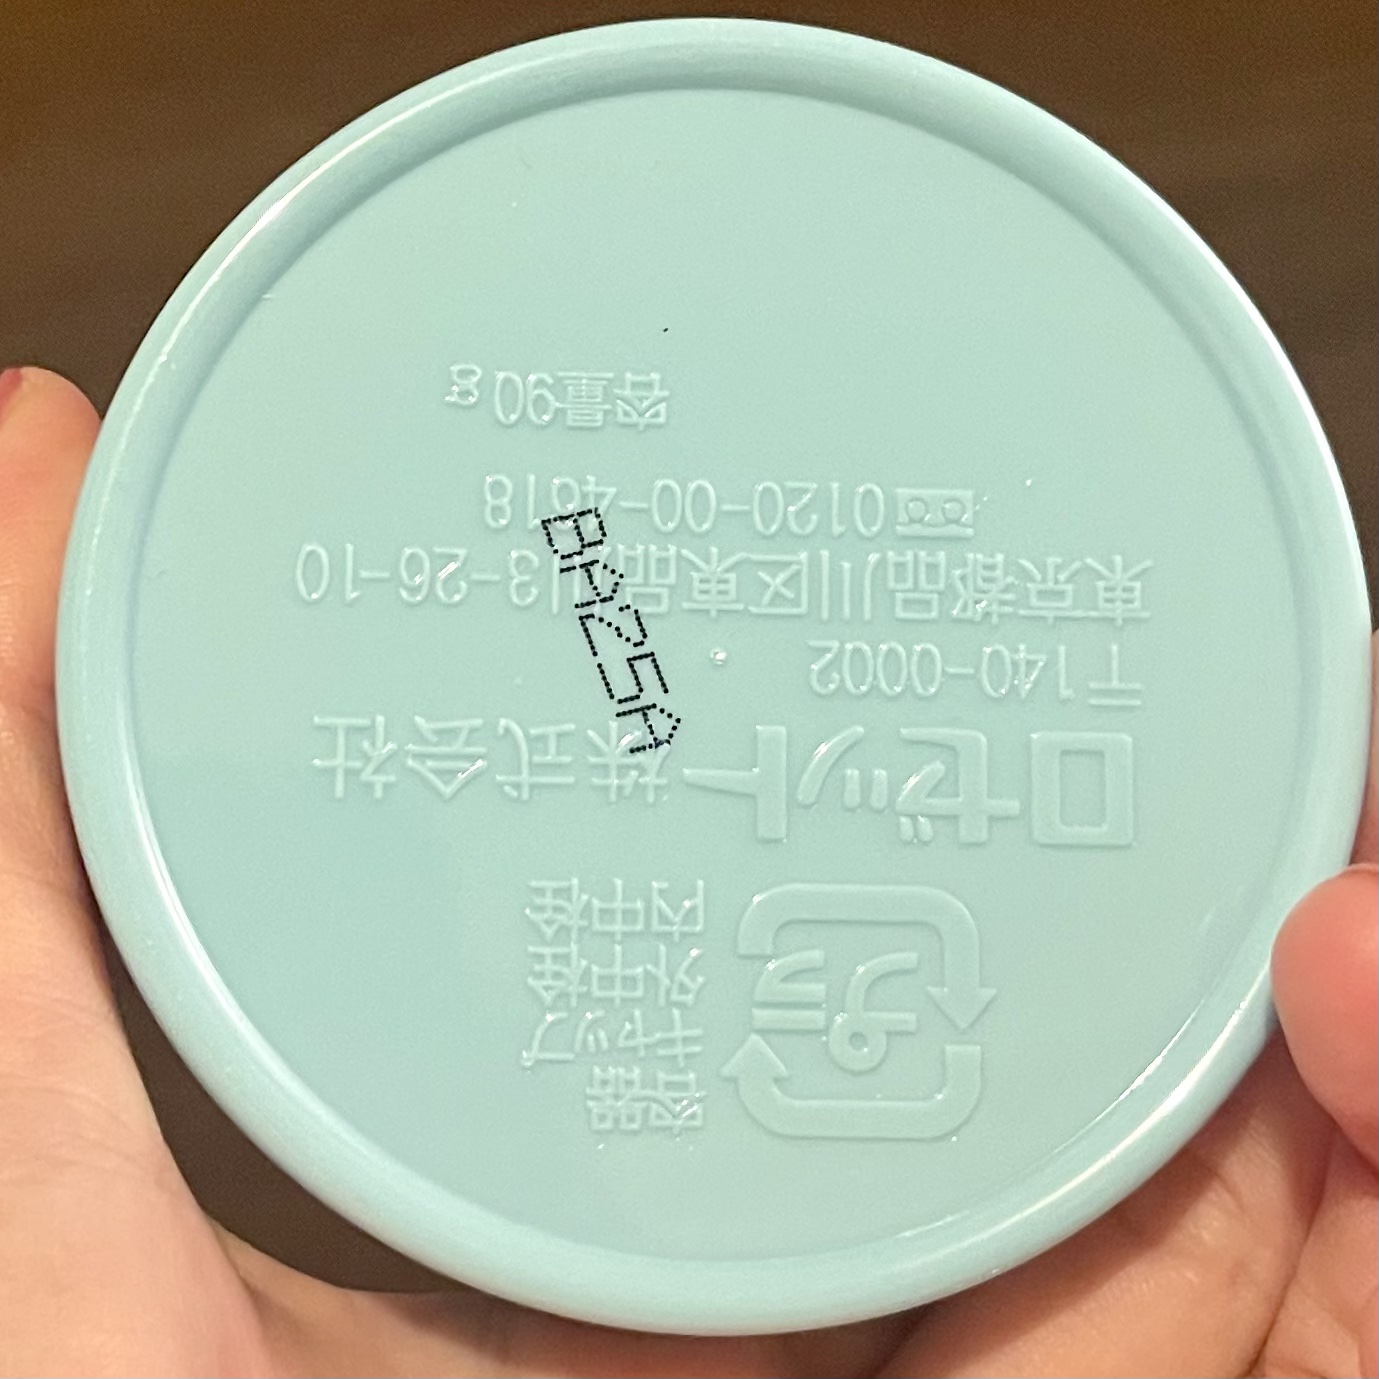 プラ
容器
キャップ
外中栓
内中栓
ロゼット株式会社
〒140-0002
東京都品川区東品川3-26-10
0120-00-4618
容量90g